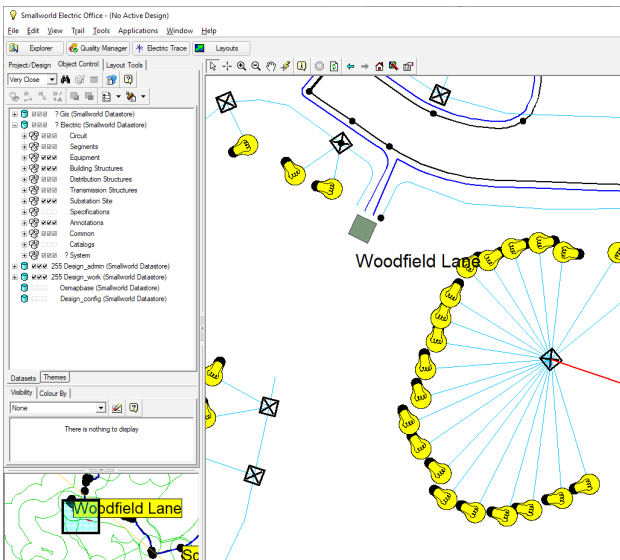 Smallworld Electric Office - (No Active Design)
File Edit View Trail Tools Applications Window Help
Explorer Quality Manager Electric Trace Layouts
Project/Design Object Control Layout Tools
Very Close
? Gis (Smallworld Datastore)
? Electric (Smallworld Datastore)
Circuit
Segments
Equipment
Building Structures
Distribution Structures
Transmission Structures
Substation Site
Specifications
Annotations
Common
Catalogs
? System
255 Design_admin (Smallworld Datastore)
255 Design_work (Smallworld Datastore)
Osmapbase (Smallworld Datastore)
Design_config (Smallworld Datastore)
Datasets Themes
Visibility Colour By
None
There is nothing to display
Woodfield Lane
Woodfield Lane
Sc